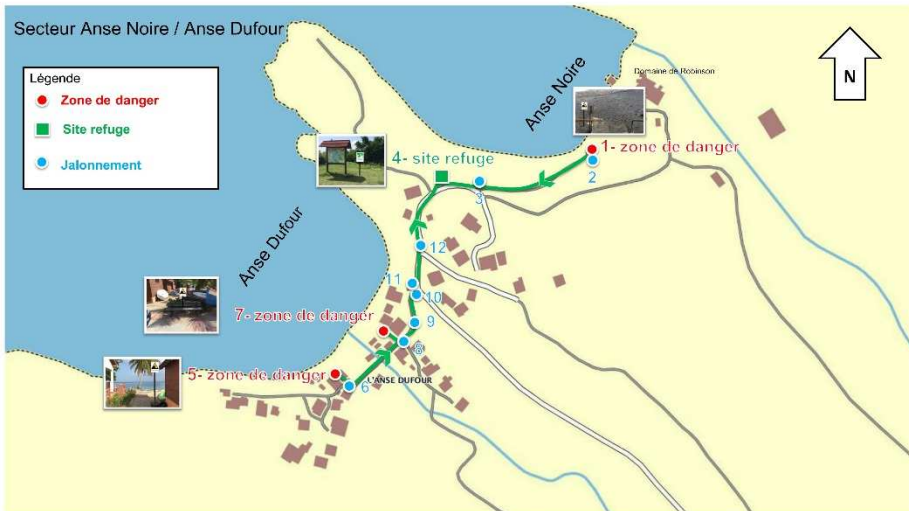 Secteur Anse Noire / Anse Dufour
Légende
Zone de danger
Site refuge
Jalonnement
N
Domaine de Robinson
Anse Noire
1- zone de danger
2
4- site refuge
3
12
Anse Dufour
11
10
7- zone de danger
9
8
5- zone de danger
6
L'ANSE DUFOUR